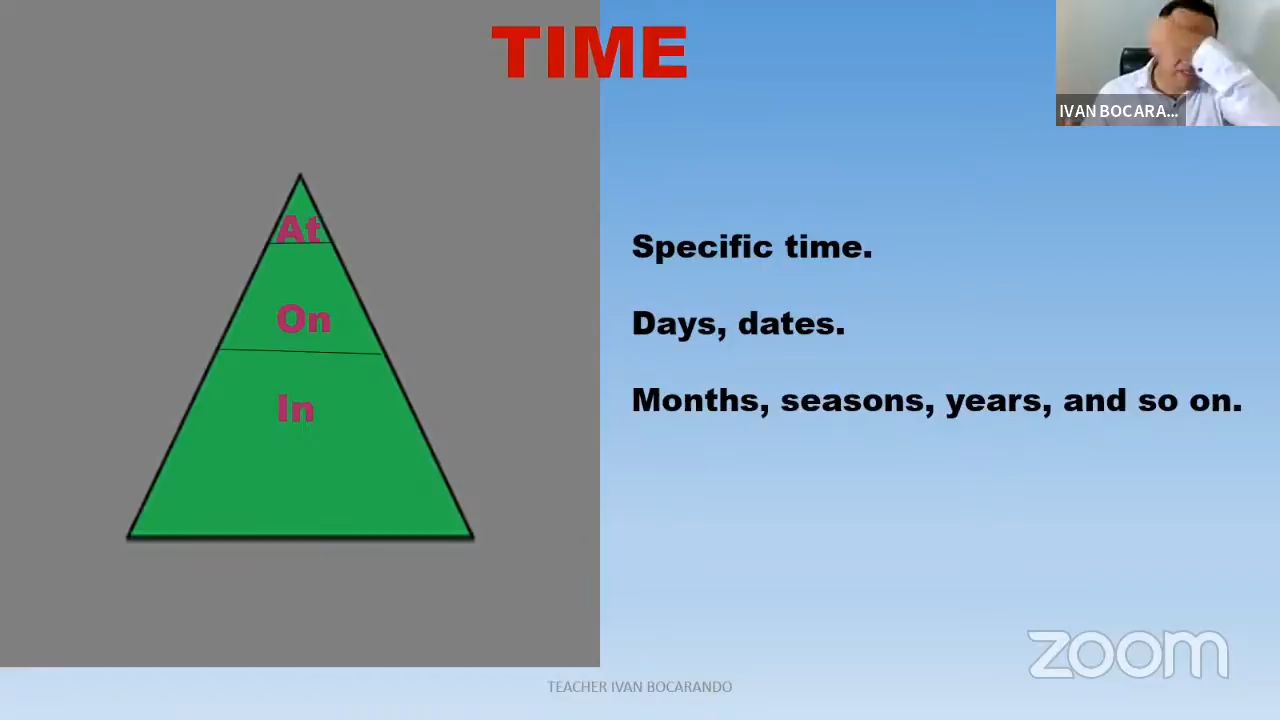 TIME
IVAN BOCARA...
At
Specific time.
On
Days, dates.
In
Months, seasons, years, and so on.
zoom
TEACHER IVAN BOCARANDO